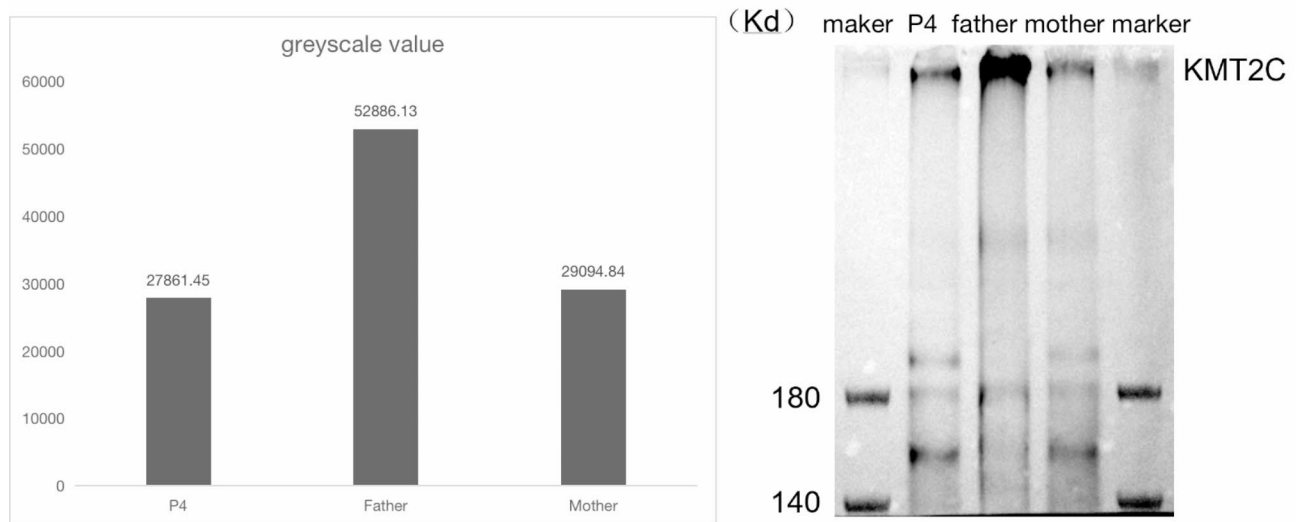 greyscale value
60000
50000
40000
30000
20000
10000
0
27861.45
52886.13
29094.84
P4
Father
Mother
（Kd） maker P4 father mother marker
KMT2C
180
140